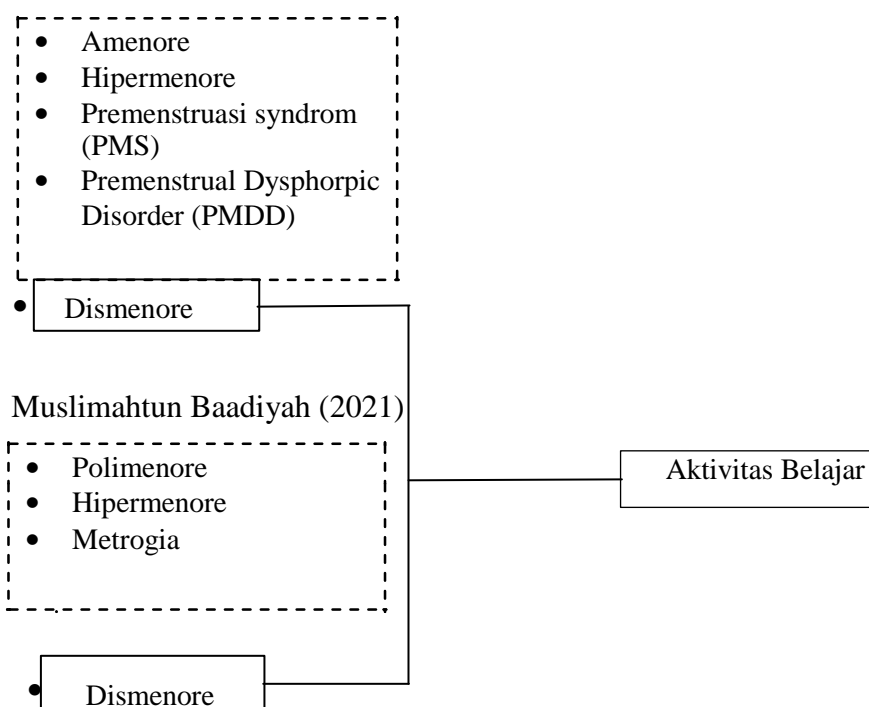 • Amenore
• Hipermenore
• Premenstruasi syndrom
(PMS)
• Premenstrual Dysphorpic
Disorder (PMDD)
• Dismenore
Muslimahtun Baadiyah (2021)
• Polimenore
• Hipermenore
• Metrogia
Aktivitas Belajar
• Dismenore